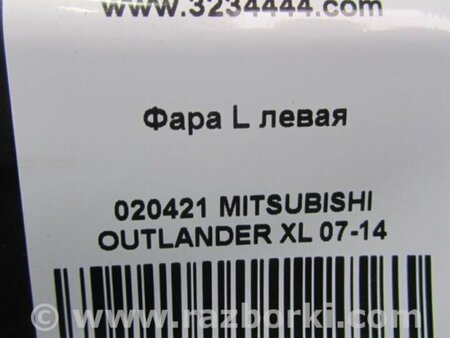 www.3234444.com
Фара L левая
020421 MITSUBISHI
OUTLANDER XL 07-14
© www.razborki.com